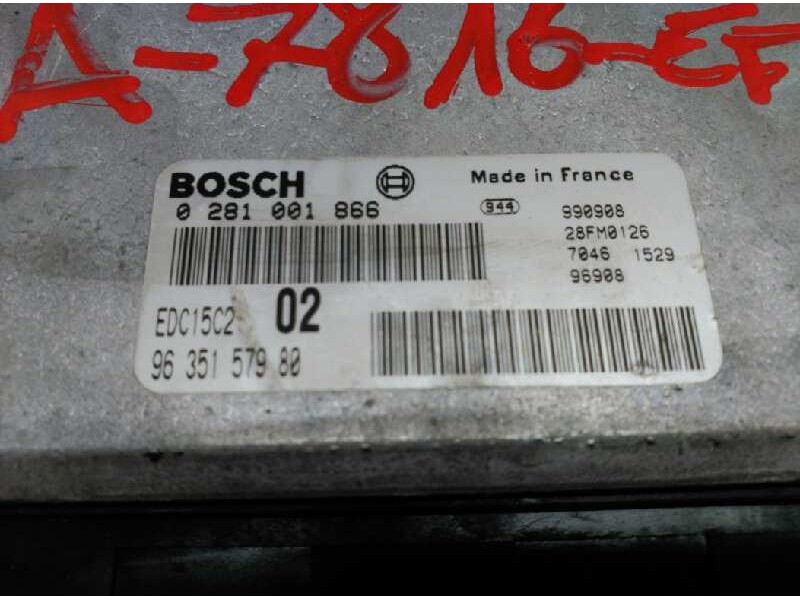 A-7816-EF
BOSCH
Made in France
0 281 001 866
944
990908
28FM0126
7046 1529
96908
EDC15C2 02
96 351 579 80